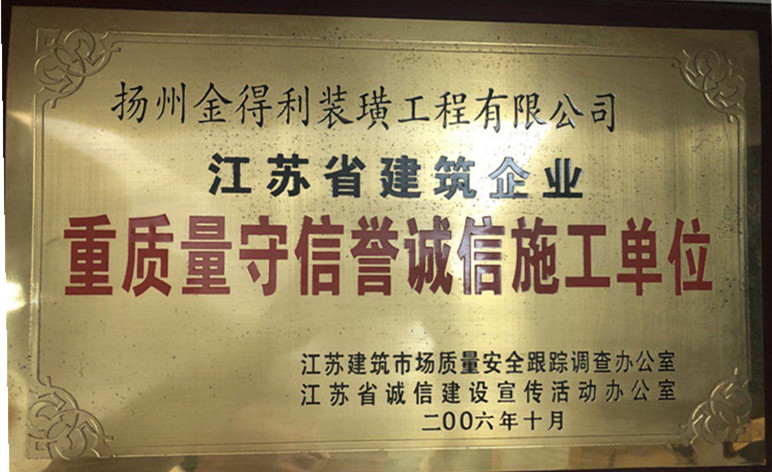 扬州金得利装璜工程有限公司
江苏省建筑企业
重质量守信誉诚信施工单位
江苏建筑市场质量安全跟踪调查办公室
江苏省诚信建设宣传活动办公室
二00六年十月